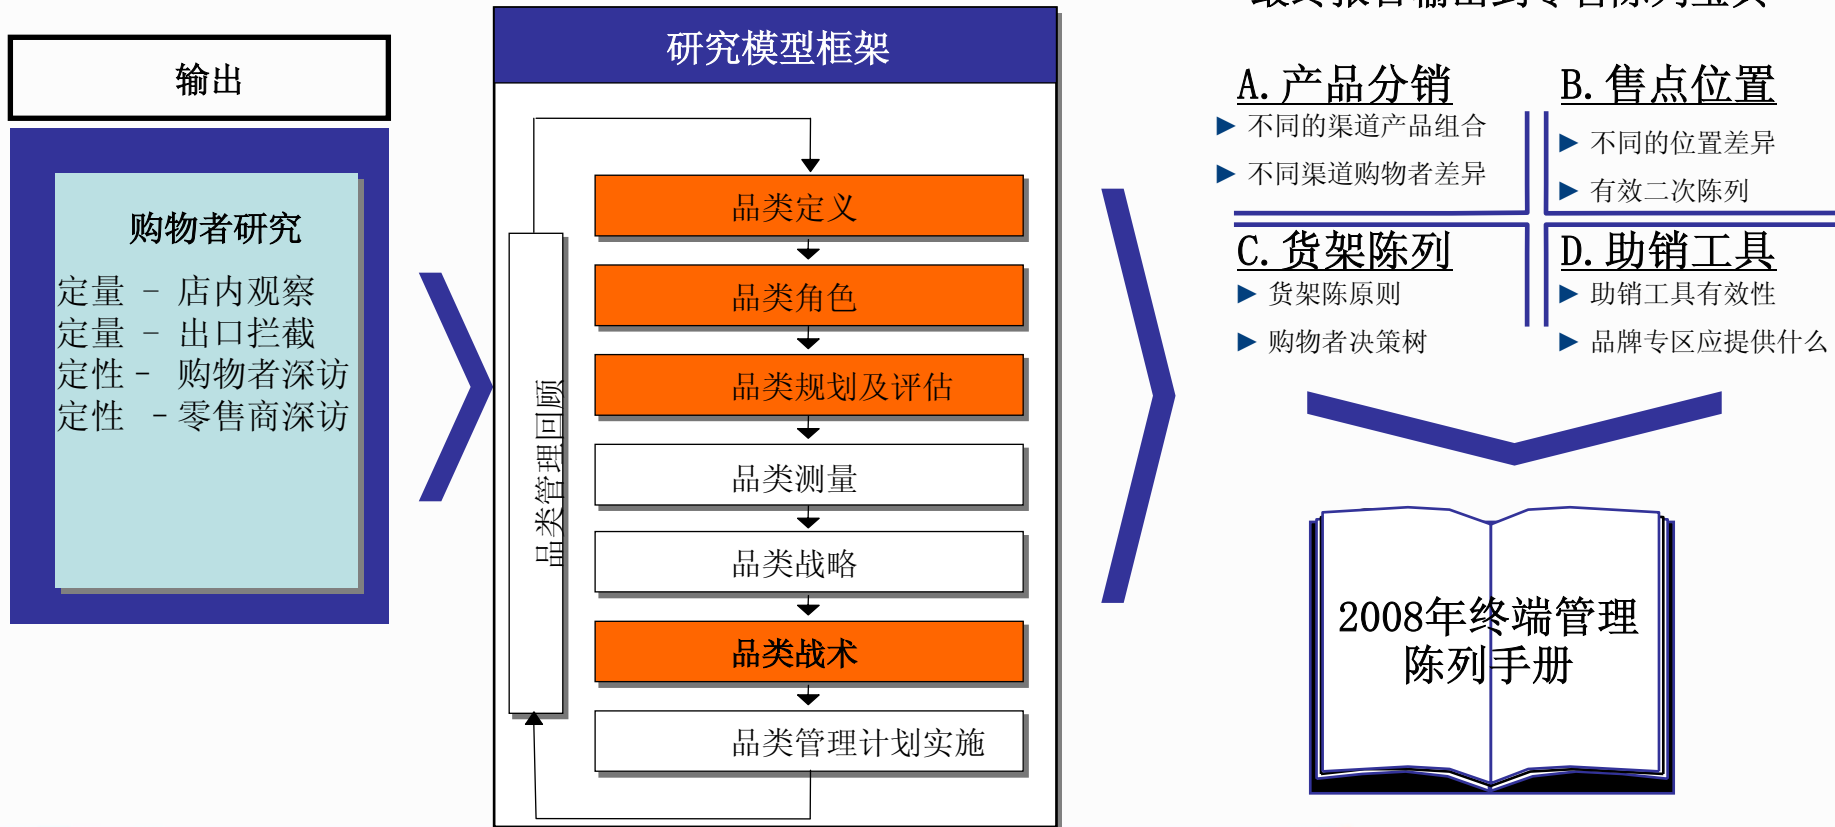 输出
购物者研究
定量 - 店内观察
定量 - 出口拦截
定性 - 购物者深访
定性 - 零售商深访
研究模型框架
品类管理回顾
品类定义
品类角色
品类规划及评估
品类测量
品类战略
品类战术
品类管理计划实施
A.产品分销
不同的渠道产品组合
不同渠道购物者差异
B.售点位置
不同的位置差异
有效二次陈列
C.货架陈列
货架陈原则
购物者决策树
D.助销工具
助销工具有效性
品牌专区应提供什么
2008年终端管理
陈列手册